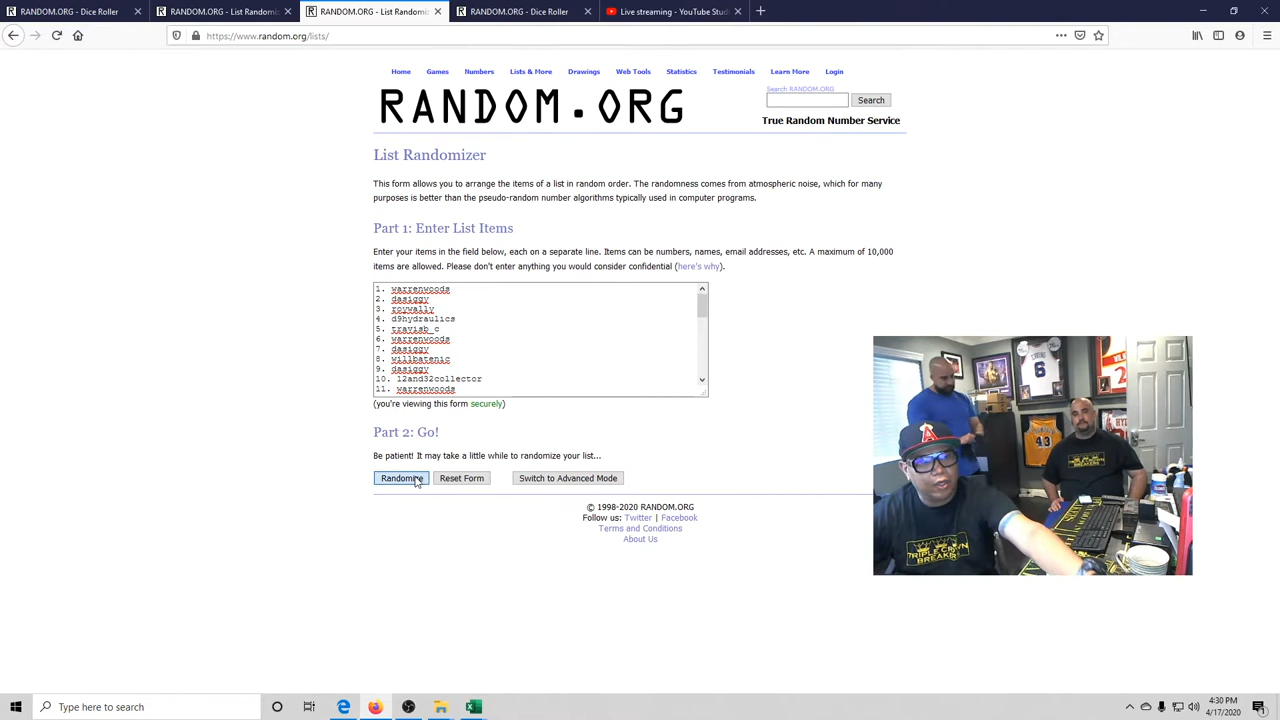 RANDOM.ORG - Dice Roller
RANDOM.ORG - List Randomiz
RANDOM.ORG - List Randomiz
RANDOM.ORG - Dice Roller
Live streaming - YouTube Stud
https://www.random.org/lists/
Home Games Numbers Lists & More Drawings Web Tools Statistics Testimonials Learn More Login
Search RANDOM.ORG
RANDOM.ORG
Search
True Random Number Service
List Randomizer
This form allows you to arrange the items of a list in random order. The randomness comes from atmospheric noise, which for many
purposes is better than the pseudo-random number algorithms typically used in computer programs.
Part 1: Enter List Items
Enter your items in the field below, each on a separate line. Items can be numbers, names, email addresses, etc. A maximum of 10,000
items are allowed. Please don't enter anything you would consider confidential (here's why).
1. warrenwoods
2. dasiggy
3. roywally
4. d9hydraulics
5. travisb_c
6. warrenwoods
7. dasiggy
8. willbatenic
9. dasiggy
10. 12and32collector
11. warrenwoods
(you're viewing this form securely)
Part 2: Go!
Be patient! It may take a little while to randomize your list...
Randomize Reset Form Switch to Advanced Mode
© 1998-2020 RANDOM.ORG
Follow us: Twitter | Facebook
Terms and Conditions
About Us
6
43
A
TRIPLE CROWN
BREAKER
Type here to search
4:30 PM
4/17/2020